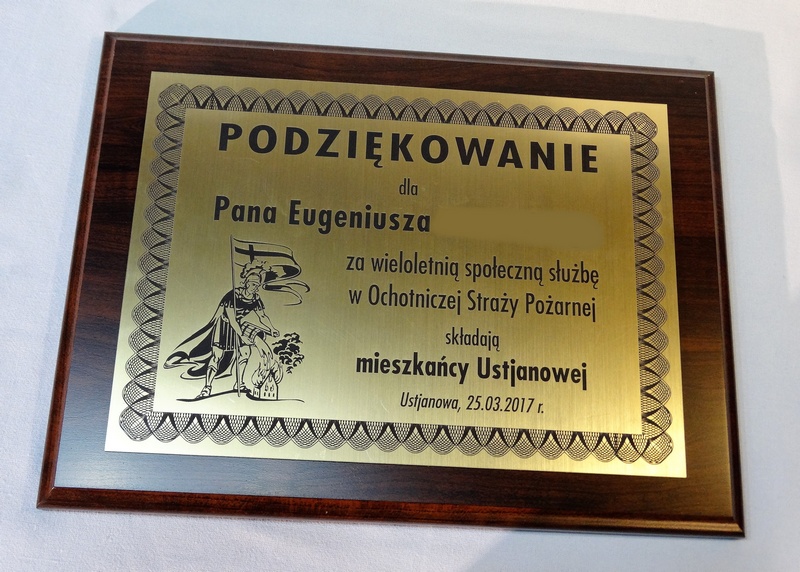 PODZIĘKOWANIE
dla
Pana Eugeniusza
za wieloletnią społeczną służbę
w Ochotniczej Straży Pożarnej
składają
mieszkańcy Ustjanowej
Ustjanowa, 25.03.2017 r.